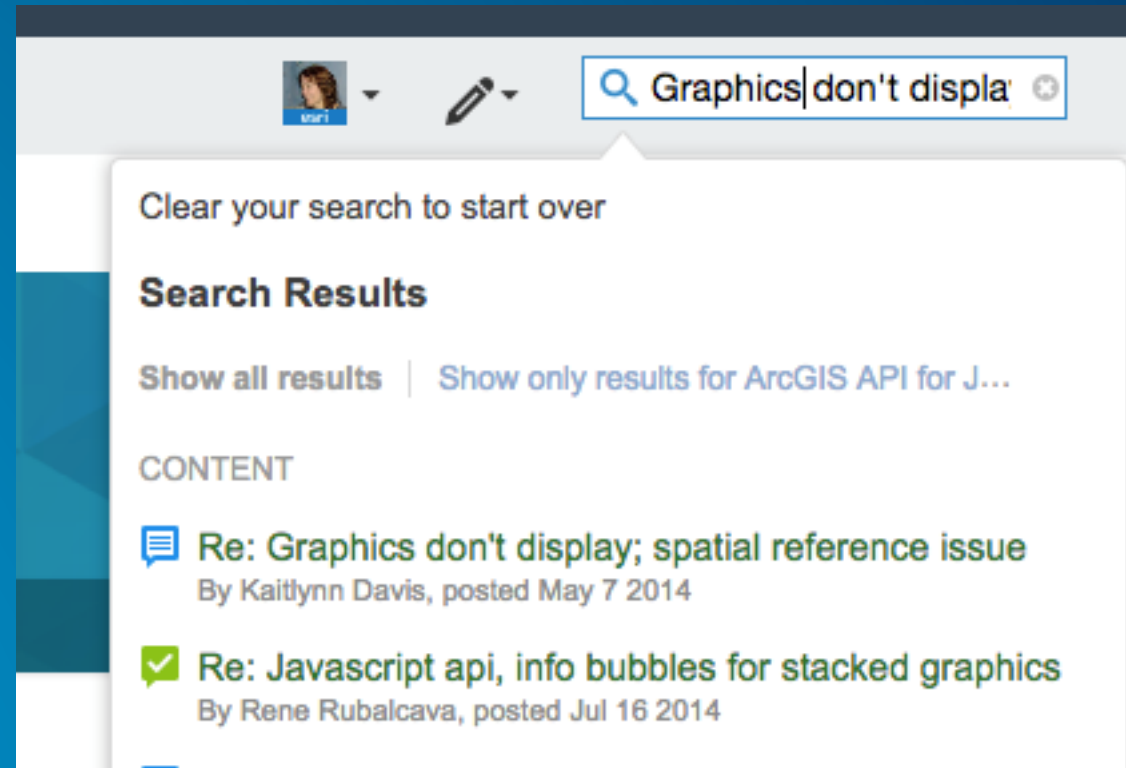 esri
Graphics don't displa
Clear your search to start over
Search Results
Show all results | Show only results for ArcGIS API for J...
CONTENT
Re: Graphics don't display; spatial reference issue
By Kaitlynn Davis, posted May 7 2014
Re: Javascript api, info bubbles for stacked graphics
By Rene Rubalcava, posted Jul 16 2014